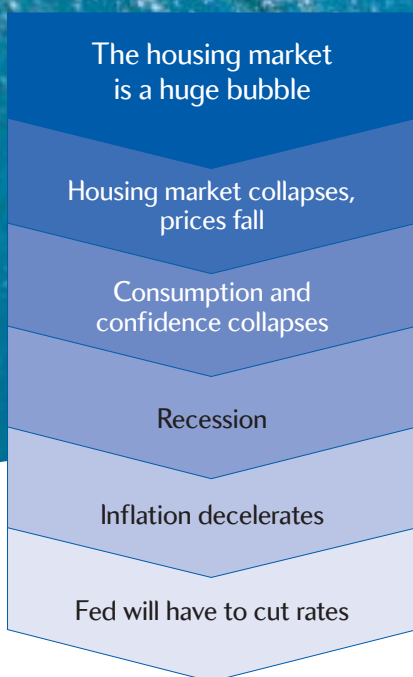 The housing market
is a huge bubble
Housing market collapses,
prices fall
Consumption and
confidence collapses
Recession
Inflation decelerates
Fed will have to cut rates